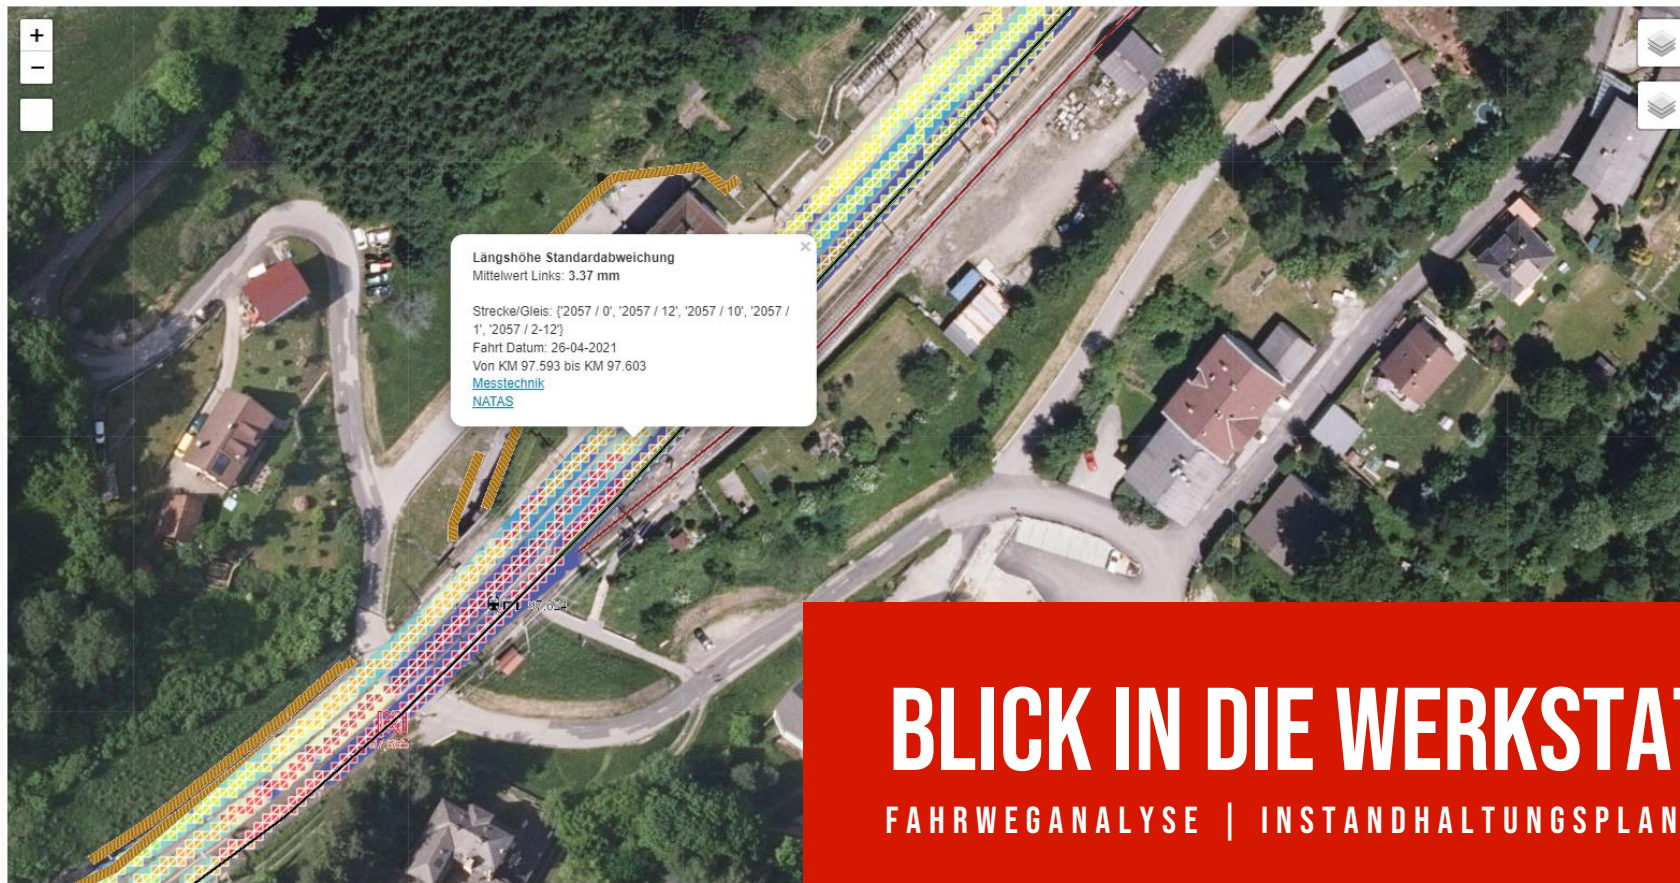 +
−
×
Längshöhe Standardabweichung
Mittelwert Links: 3.37 mm
Strecke/Gleis: {'2057 / 0', '2057 / 12', '2057 / 10', '2057 /
1', '2057 / 2-12'}
Fahrt Datum: 26-04-2021
Von KM 97.593 bis KM 97.603
Messtechnik
NATAS
97.624
BLICK IN DIE WERKSTAT
FAHRWEGANALYSE | INSTANDHALTUNGSPLAN